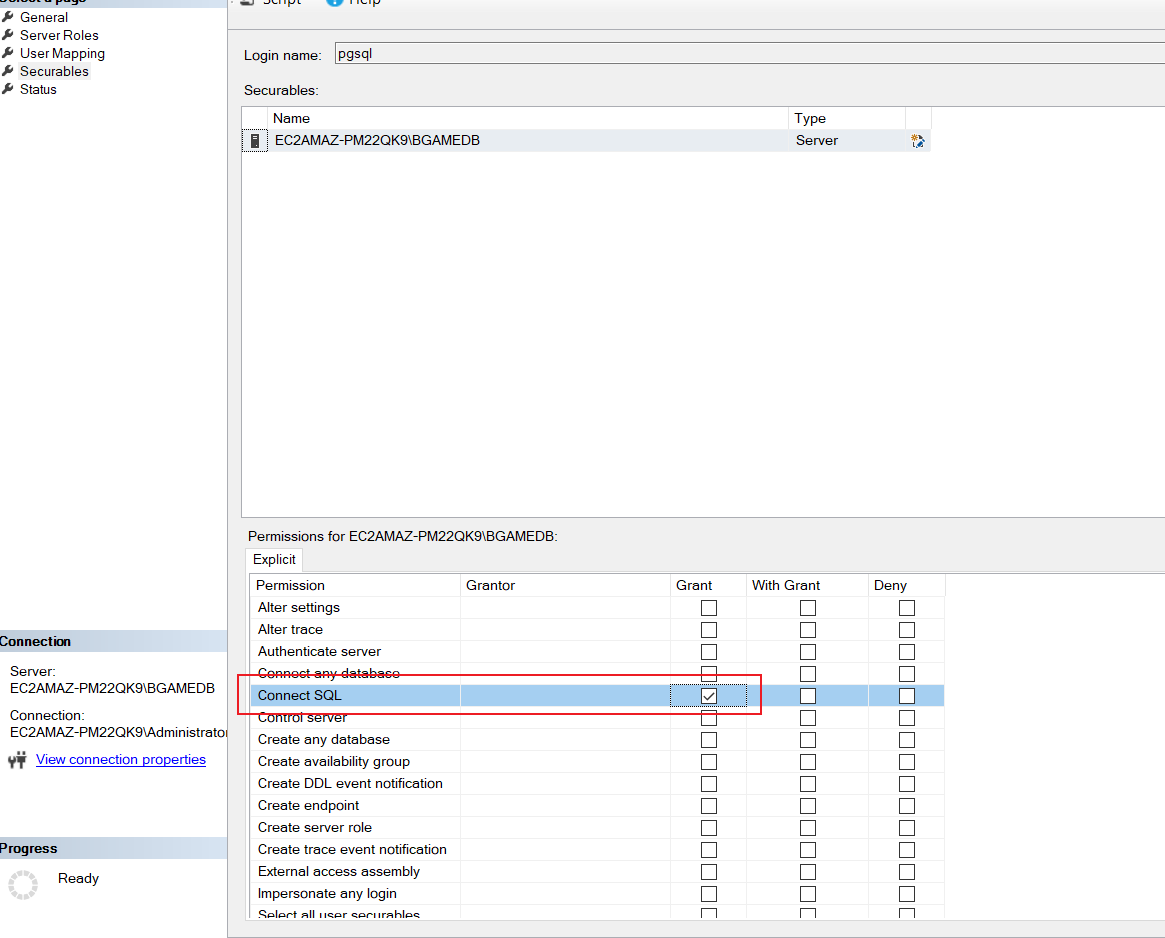 Select a page
Script Help
General
Server Roles
User Mapping
Securables
Status
Login name: pgsql
Securables:
Name Type
EC2AMAZ-PM22QK9\BGAMEDB Server
Permissions for EC2AMAZ-PM22QK9\BGAMEDB:
Explicit
Permission Grantor Grant With Grant Deny
Alter settings
Alter trace
Authenticate server
Connect any database
Connect SQL
Control server
Create any database
Create availability group
Create DDL event notification
Create endpoint
Create server role
Create trace event notification
External access assembly
Impersonate any login
Select all user securables
Connection
Server:
EC2AMAZ-PM22QK9\BGAMEDB
Connection:
EC2AMAZ-PM22QK9\Administrator
View connection properties
Progress
Ready